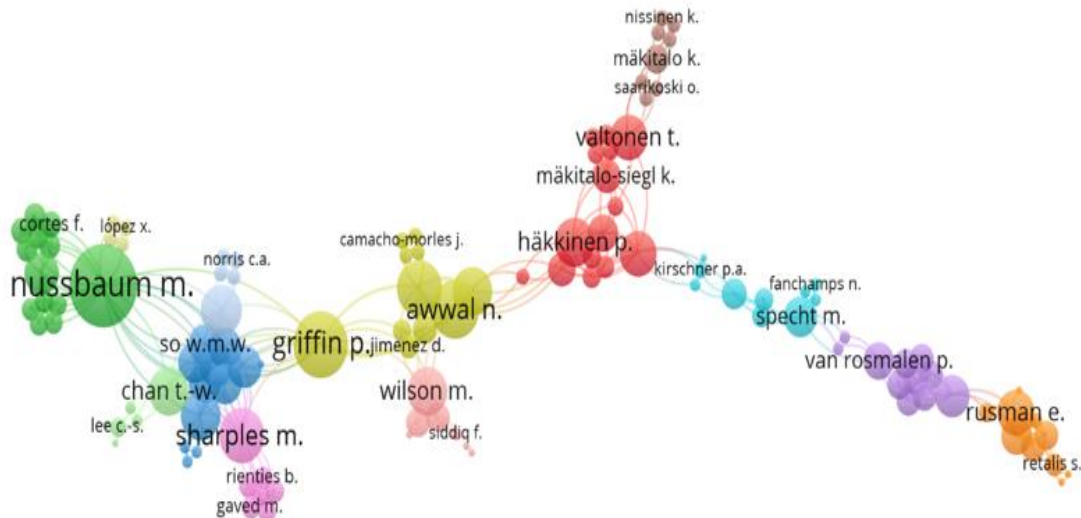 nissinen k.
mäkitalo k.
saarikoski o.
valtonen t.
mäkitalo-siegl k.
cortes f.
lópez x.
camacho-morles j.
häkkinen p.
norris c.a.
kirschner p.a.
nussbaum m.
fanchamps n.
awwal n.
specht m.
so w.m.w.
griffin p.
jimenez d.
van rosmalen p.
chan t.-w.
wilson m.
rusman e.
lee c.-s.
sharples m.
siddiq f.
retalis s.
rienties b.
gaved m.